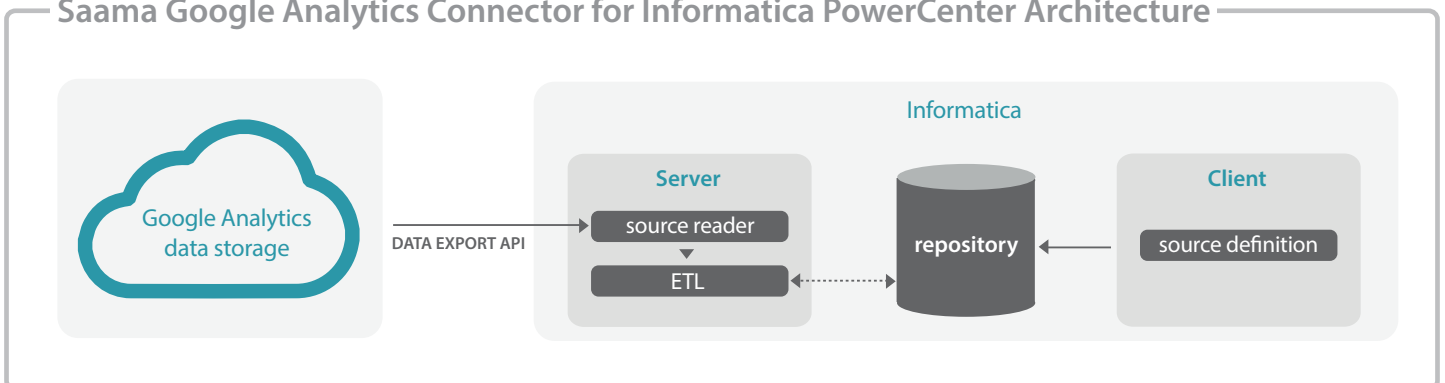 Saama Google Analytics Connector for Informatica PowerCenter Architecture
Google Analytics
data storage
DATA EXPORT API
Informatica
Server
source reader
ETL
repository
Client
source definition